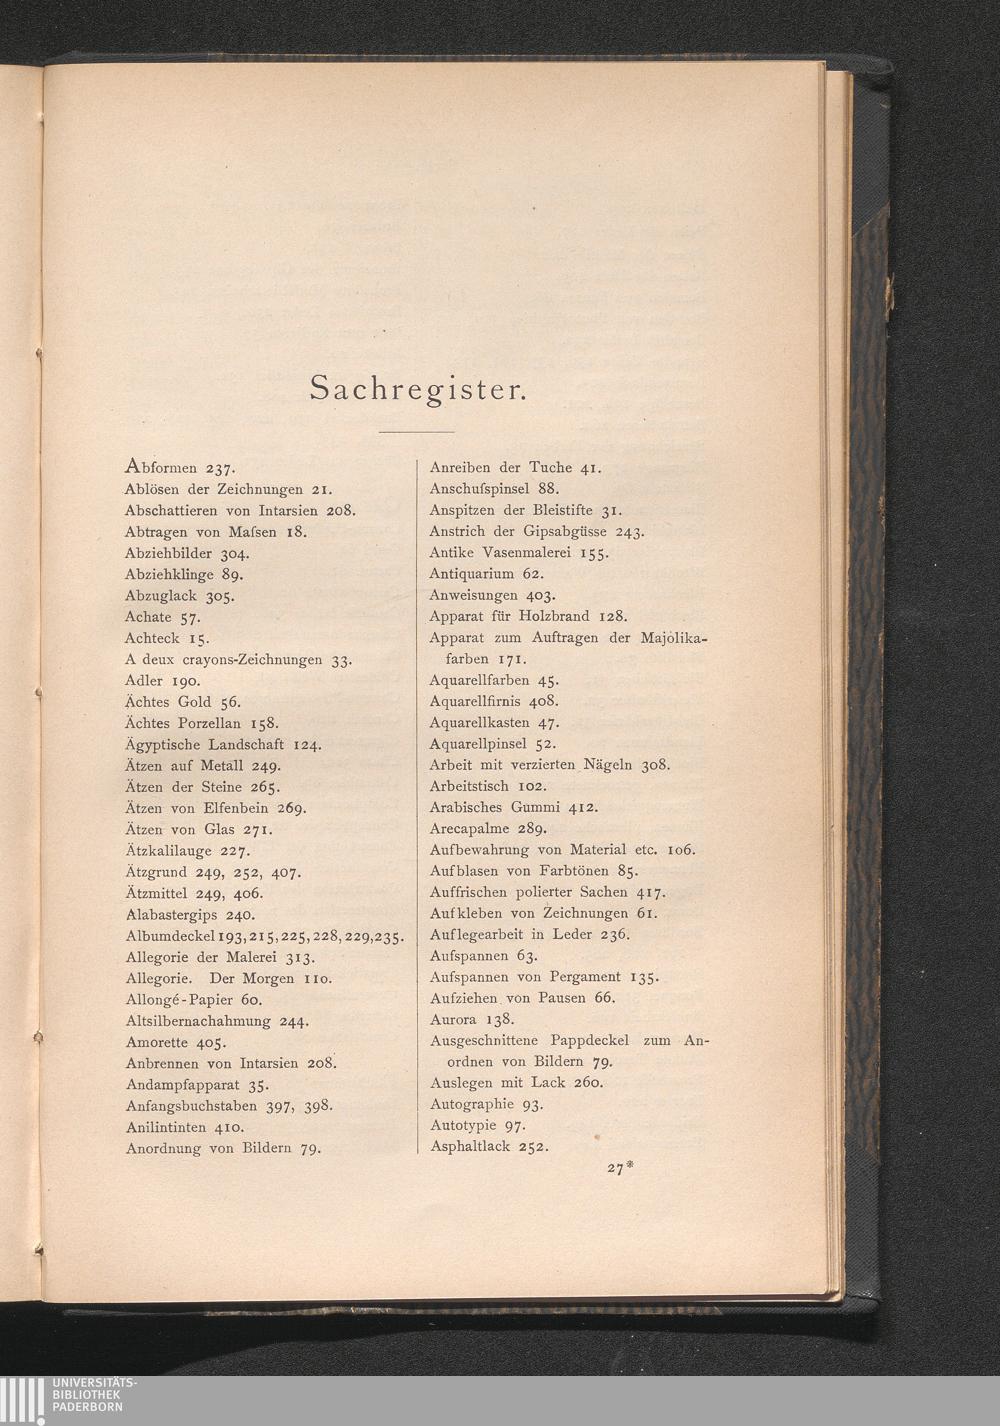 Sachregister.
Abformen 237.
Ablösen der Zeichnungen 21.
Abschattieren von Intarsien 208.
Abtragen von Maſsen 18.
Abziehbilder 304.
Abziehklinge 89.
Abzuglack 305.
Achate 57.
Achteck 15.
A deux crayons-Zeichnungen 33.
Adler 190.
Ächtes Gold 56.
Ächtes Porzellan 158.
Ägyptische Landschaft 124.
Ätzen auf Metall 249.
Ätzen der Steine 265.
Ätzen von Elfenbein 269.
Ätzen von Glas 271.
Ätzkalilauge 227.
Ätzgrund 249, 252, 407.
Ätzmittel 249, 406.
Alabastergips 240.
Albumdeckel 193, 215, 225, 228, 229, 235.
Allegorie der Malerei 313.
Allegorie. Der Morgen 110.
Allongé-Papier 60.
Altsilbernachahmung 244.
Amorette 405.
Anbrennen von Intarsien 208.
Andampfapparat 35.
Anfangsbuchstaben 397, 398.
Anilintinten 410.
Anordnung von Bildern 79.
Anreiben der Tuche 41.
Anschuſspinsel 88.
Anspitzen der Bleistifte 31.
Anstrich der Gipsabgüsse 243.
Antike Vasenmalerei 155.
Antiquarium 62.
Anweisungen 403.
Apparat für Holzbrand 128.
Apparat zum Auftragen der Majolika-
farben 171.
Aquarellfarben 45.
Aquarellfirnis 408.
Aquarellkasten 47.
Aquarellpinsel 52.
Arbeit mit verzierten Nägeln 308.
Arbeitstisch 102.
Arabisches Gummi 412.
Arecapalme 289.
Aufbewahrung von Material etc. 106.
Aufblasen von Farbtönen 85.
Auffrischen polierter Sachen 417.
Aufkleben von Zeichnungen 61.
Auflegearbeit in Leder 236.
Aufspannen 63.
Aufspannen von Pergament 135.
Aufziehen von Pausen 66.
Aurora 138.
Ausgeschnittene Pappdeckel zum An-
ordnen von Bildern 79.
Auslegen mit Lack 260.
Autographie 93.
Autotypie 97.
Asphaltlack 252.
27*
UNIVERSITÄTS-
BIBLIOTHEK
PADERBORN